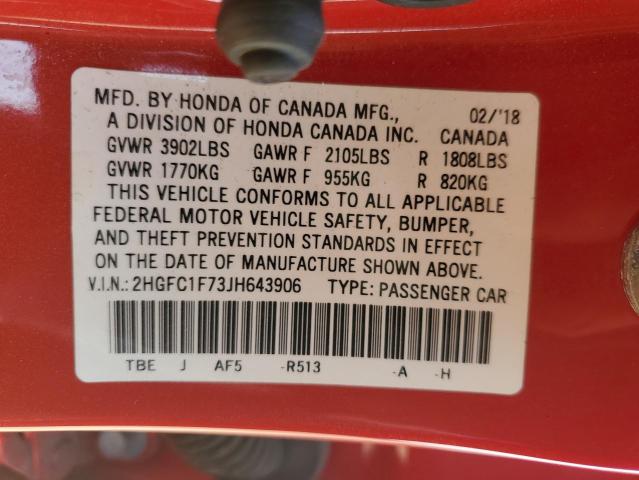 MFD. BY HONDA OF CANADA MFG., 02/'18
A DIVISION OF HONDA CANADA INC. CANADA
GVWR 3902LBS GAWR F 2105LBS R 1808LBS
GVWR 1770KG GAWR F 955KG R 820KG
THIS VEHICLE CONFORMS TO ALL APPLICABLE
FEDERAL MOTOR VEHICLE SAFETY, BUMPER,
AND THEFT PREVENTION STANDARDS IN EFFECT
ON THE DATE OF MANUFACTURE SHOWN ABOVE.
V.I.N.: 2HGFC1F73JH643906 TYPE: PASSENGER CAR
TBE J AF5 -R513 -A -H